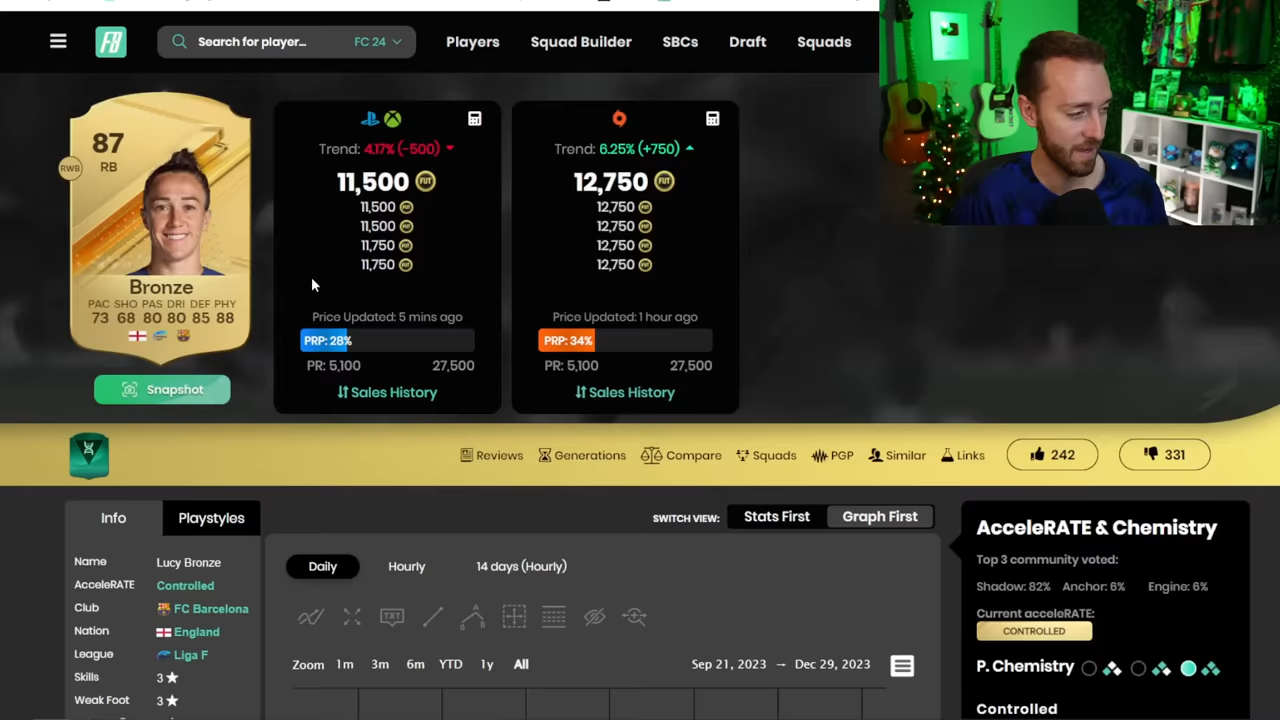 FB
Search for player...
FC 24
Players
Squad Builder
SBCs
Draft
Squads
87
RB
RWB
Bronze
PAC SHO PAS DRI DEF PHY
73 68 80 80 85 88
Snapshot
Trend: 4.17% (-500)
11,500 FUT
11,500
11,500
11,750
11,750
Price Updated: 5 mins ago
PRP: 28%
PR: 5,100
27,500
Sales History
Trend: 6.25% (+750)
12,750 FUT
12,750
12,750
12,750
12,750
Price Updated: 1 hour ago
PRP: 34%
PR: 5,100
27,500
Sales History
Reviews
Generations
Compare
Squads
PGP
Similar
Links
242
331
Info
Playstyles
Name Lucy Bronze
AcceleRATE Controlled
Club FC Barcelona
Nation England
League Liga F
Skills 3
Weak Foot 3
SWITCH VIEW:
Stats First
Graph First
Daily
Hourly
14 days (Hourly)
TXT
Zoom 1m 3m 6m YTD 1y All
Sep 21, 2023 → Dec 29, 2023
AcceleRATE & Chemistry
Top 3 community voted:
Shadow: 82% Anchor: 6% Engine: 6%
Current acceleRATE:
CONTROLLED
P. Chemistry
Controlled